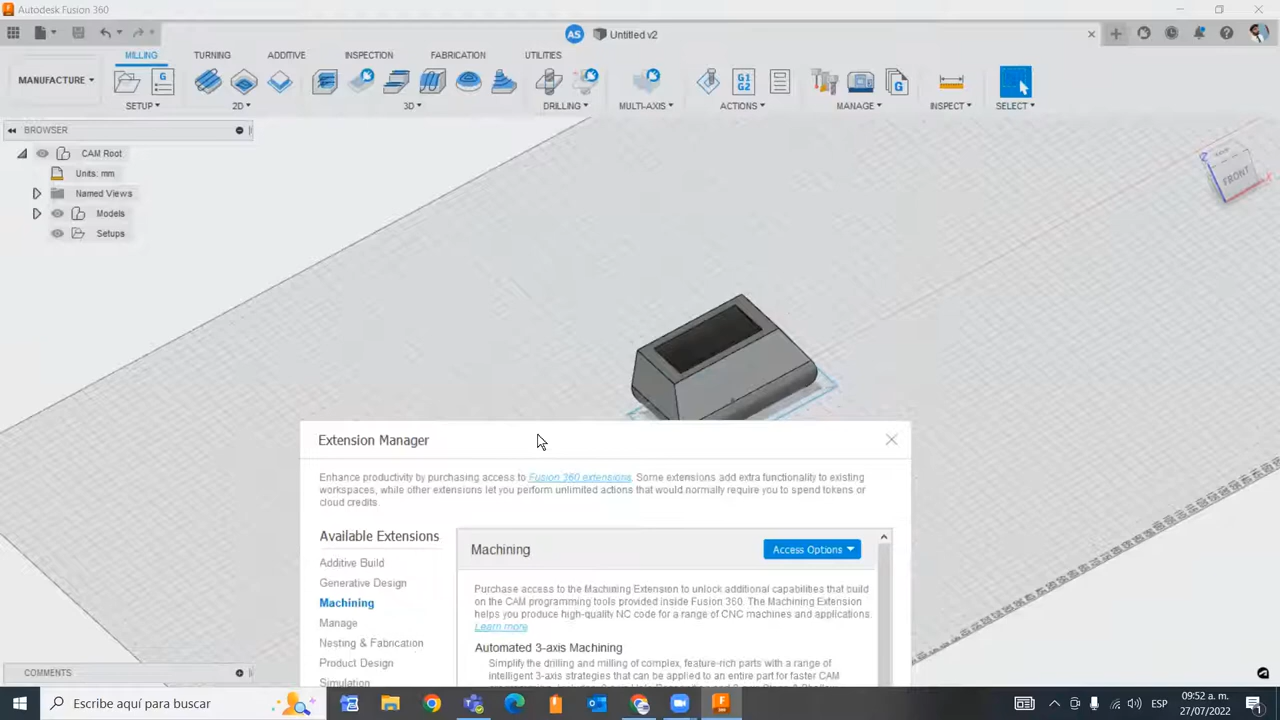 Autodesk Fusion 360
AS Untitled v2
MILLING TURNING ADDITIVE INSPECTION FABRICATION UTILITIES
MANUFACTURE
G
G1
G2
G
SETUP 2D 3D DRILLING MULTI-AXIS ACTIONS MANAGE INSPECT SELECT
BROWSER
CAM Root
Units: mm
Named Views
Models
Setups
Z
FRONT
X
Extension Manager
Enhance productivity by purchasing access to Fusion 360 extensions. Some extensions add extra functionality to existing
workspaces, while other extensions let you perform unlimited actions that would normally require you to spend tokens or
cloud credits.
Available Extensions
Additive Build
Generative Design
Machining
Manage
Nesting & Fabrication
Product Design
Simulation
Machining
Access Options
Purchase access to the Machining Extension to unlock additional capabilities that build
on the CAM programming tools provided inside Fusion 360. The Machining Extension
helps you produce high-quality NC code for a range of CNC machines and applications.
Learn more
Automated 3-axis Machining
Simplify the drilling and milling of complex, feature-rich parts with a range of
intelligent 3-axis strategies that can be applied to an entire part for faster CAM
COMMENTS
Escribe aquí para buscar
ESP
09:52 a. m.
27/07/2022